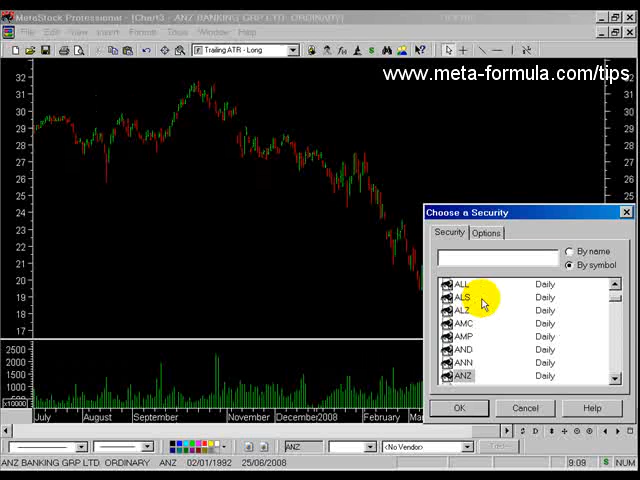 MetaStock Professional - [Chart3 - ANZ BANKING GRP LTD. ORDINARY]
File Edit View Insert Format Tools Window Help
Trailing ATR - Long
www.meta-formula.com/tips
32
31
30
29
28
27
26
25
24
23
22
21
20
19
18
17
Choose a Security
Security Options
By name
By symbol
ALL Daily
ALS Daily
ALZ Daily
AMC Daily
AMP Daily
AND Daily
ANN Daily
ANZ Daily
OK Cancel Help
2500
2000
1500
1000
500
x10000
July August September November December 2008 February March
ANZ <No Vendor>
ANZ BANKING GRP LTD. ORDINARY ANZ 02/01/1992 25/06/2008 9:09 S NUM